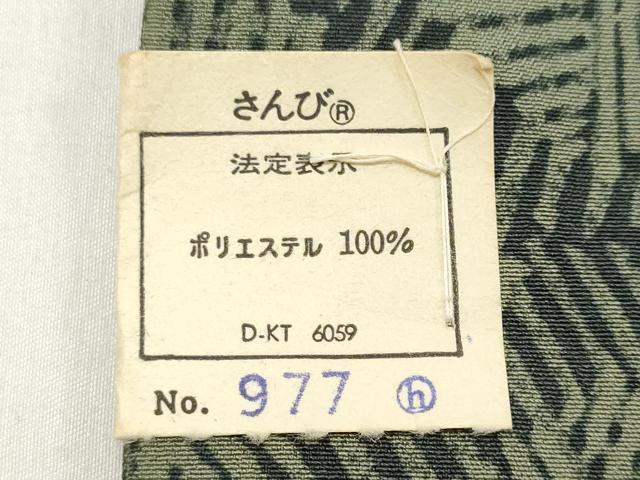 さんび®
法定表示
ポリエステル 100%
D-KT 6059
No. 977 ⓗ